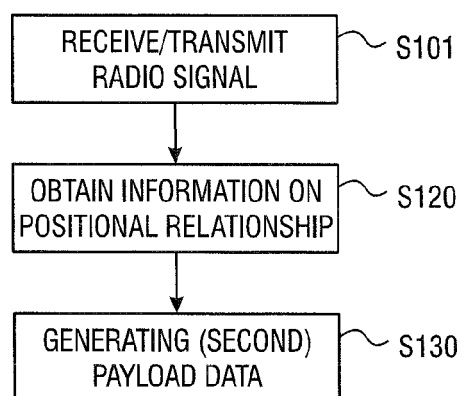 RECEIVE/TRANSMIT
RADIO SIGNAL
S101
OBTAIN INFORMATION ON
POSITIONAL RELATIONSHIP
S120
GENERATING (SECOND)
PAYLOAD DATA
S130